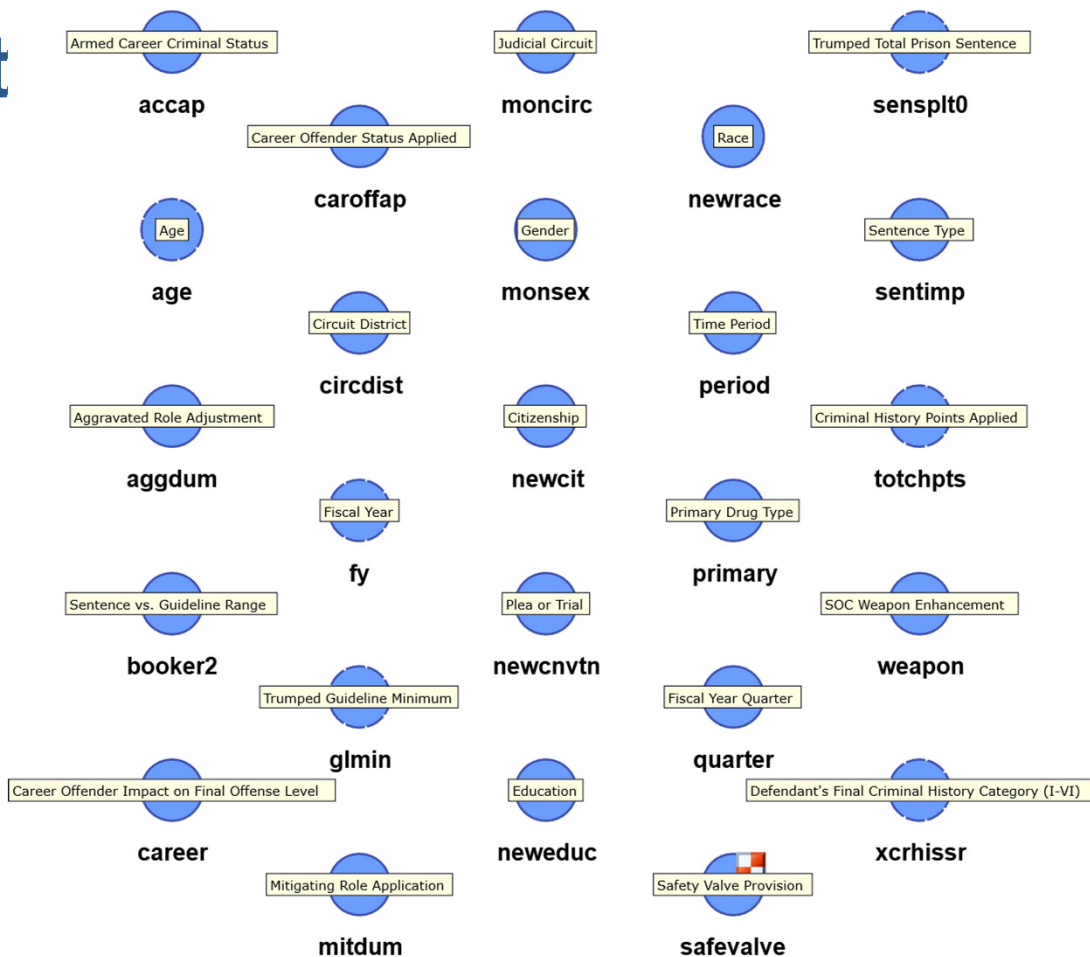 t
Armed Career Criminal Status
Judicial Circuit
Trumped Total Prison Sentence
accap
moncirc
sensplt0
Career Offender Status Applied
Race
caroffap
newrace
Age
Gender
Sentence Type
age
monsex
sentimp
Circuit District
Time Period
circdist
period
Aggravated Role Adjustment
Citizenship
Criminal History Points Applied
aggdum
newcit
totchpts
Fiscal Year
Primary Drug Type
fy
primary
Sentence vs. Guideline Range
Plea or Trial
SOC Weapon Enhancement
booker2
newcnvtn
weapon
Trumped Guideline Minimum
Fiscal Year Quarter
glmin
quarter
Career Offender Impact on Final Offense Level
Education
Defendant's Final Criminal History Category (I-VI)
career
neweduc
xcrhissr
Mitigating Role Application
Safety Valve Provision
mitdum
safevalve